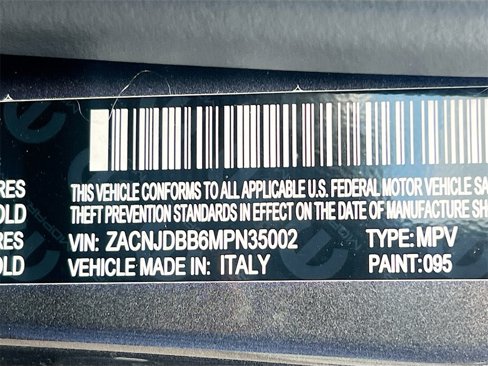 RES THIS VEHICLE CONFORMS TO ALL APPLICABLE U.S. FEDERAL MOTOR VEHICLE SA
OLD THEFT PREVENTION STANDARDS IN EFFECT ON THE DATE OF MANUFACTURE SH
RES VIN: ZACNJDBB6MPN35002 TYPE: MPV
OLD VEHICLE MADE IN: ITALY PAINT: 095